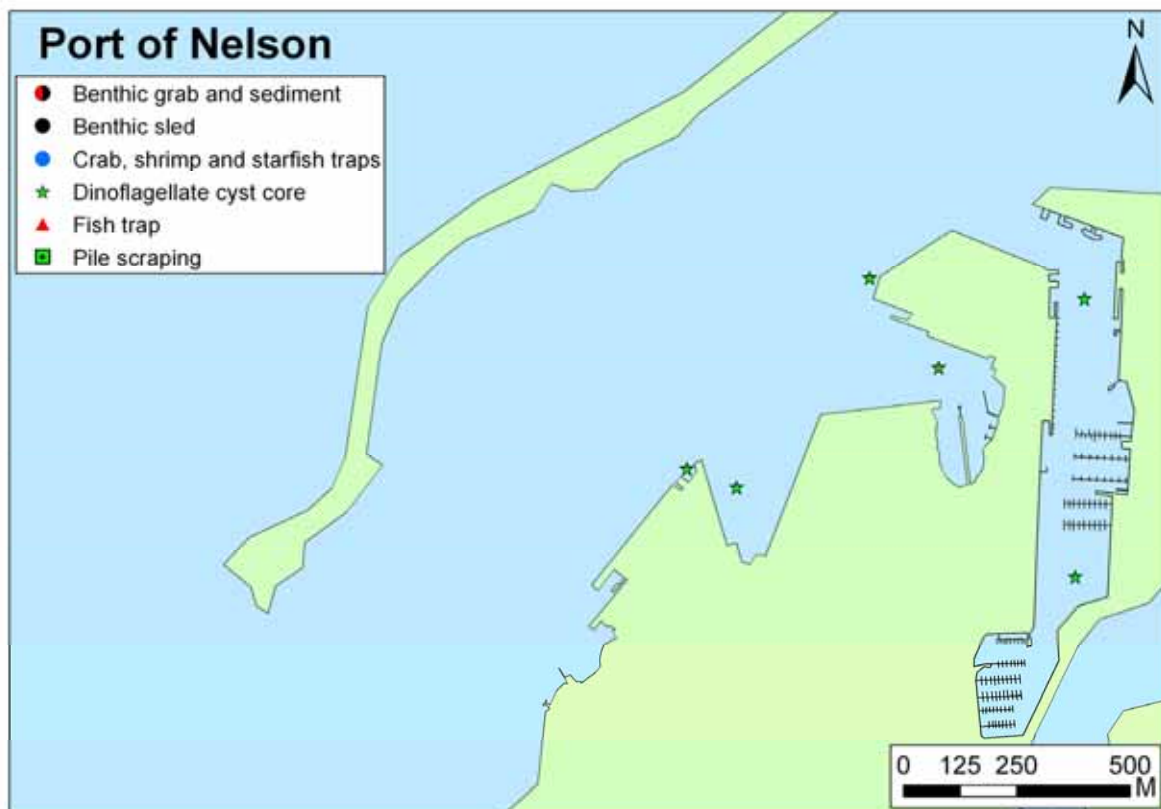 Port of Nelson
Benthic grab and sediment
Benthic sled
Crab, shrimp and starfish traps
Dinoflagellate cyst core
Fish trap
Pile scraping
N
0 125 250 500
M